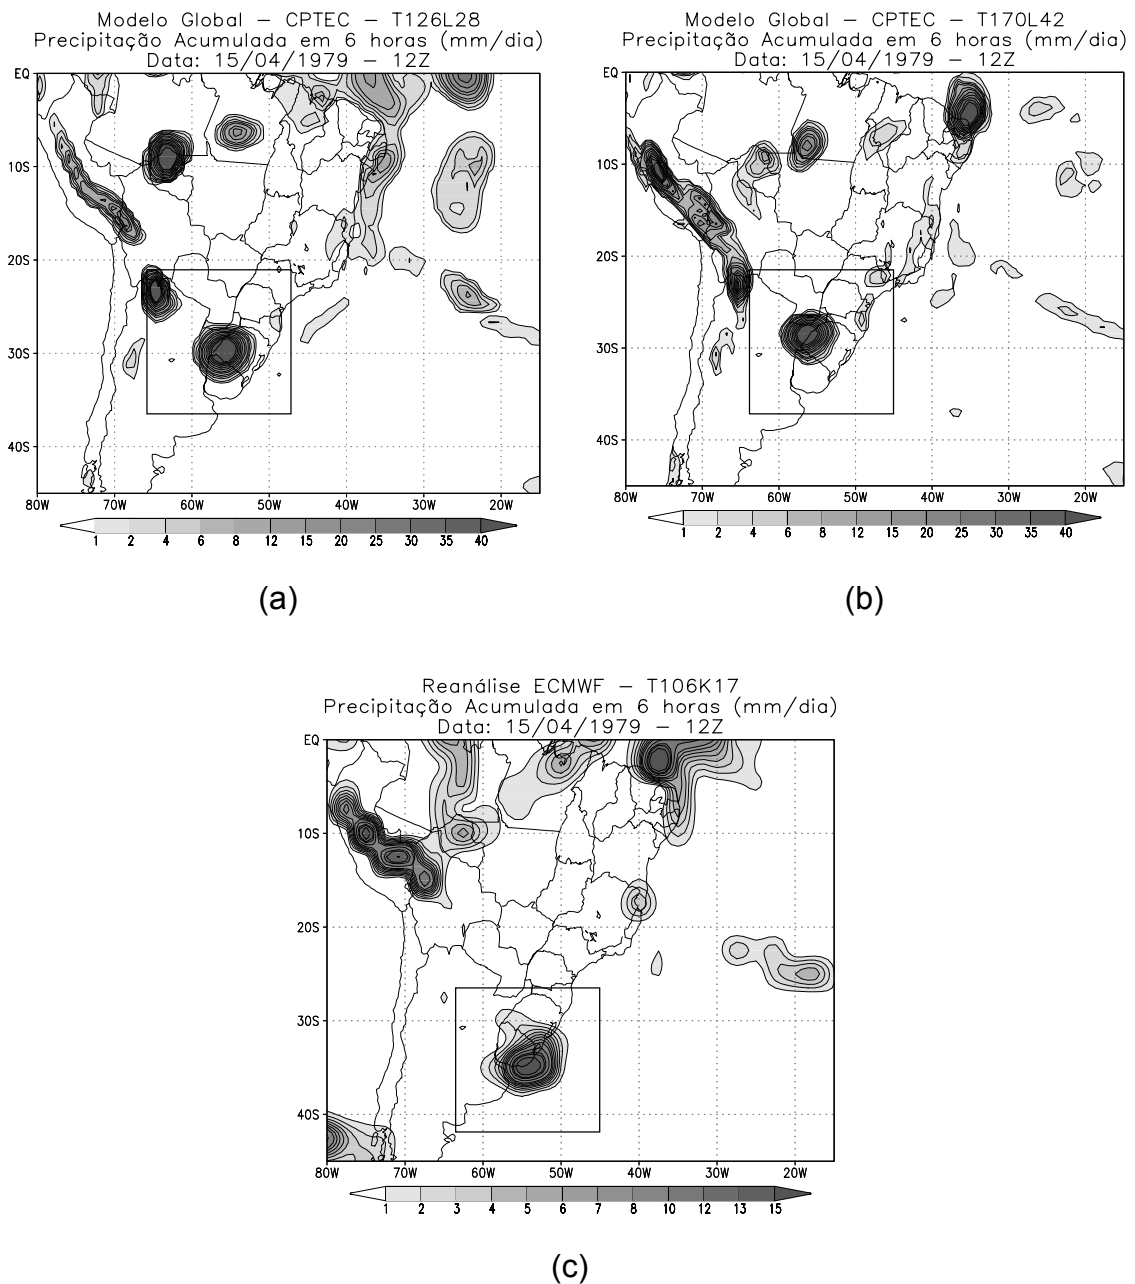 Modelo Global – CPTEC – T126L28
Precipitação Acumulada em 6 horas (mm/dia)
Data: 15/04/1979 – 12Z
EQ
10S
20S
30S
40S
80W 70W 60W 50W 40W 30W 20W
1 2 4 6 8 12 15 20 25 30 35 40
(a)
Modelo Global – CPTEC – T170L42
Precipitação Acumulada em 6 horas (mm/dia)
Data: 15/04/1979 – 12Z
EQ
10S
20S
30S
40S
80W 70W 60W 50W 40W 30W 20W
1 2 4 6 8 12 15 20 25 30 35 40
(b)
Reanálise ECMWF – T106K17
Precipitação Acumulada em 6 horas (mm/dia)
Data: 15/04/1979 – 12Z
EQ
10S
20S
30S
40S
80W 70W 60W 50W 40W 30W 20W
1 2 3 4 5 6 7 8 10 12 13 15
(c)